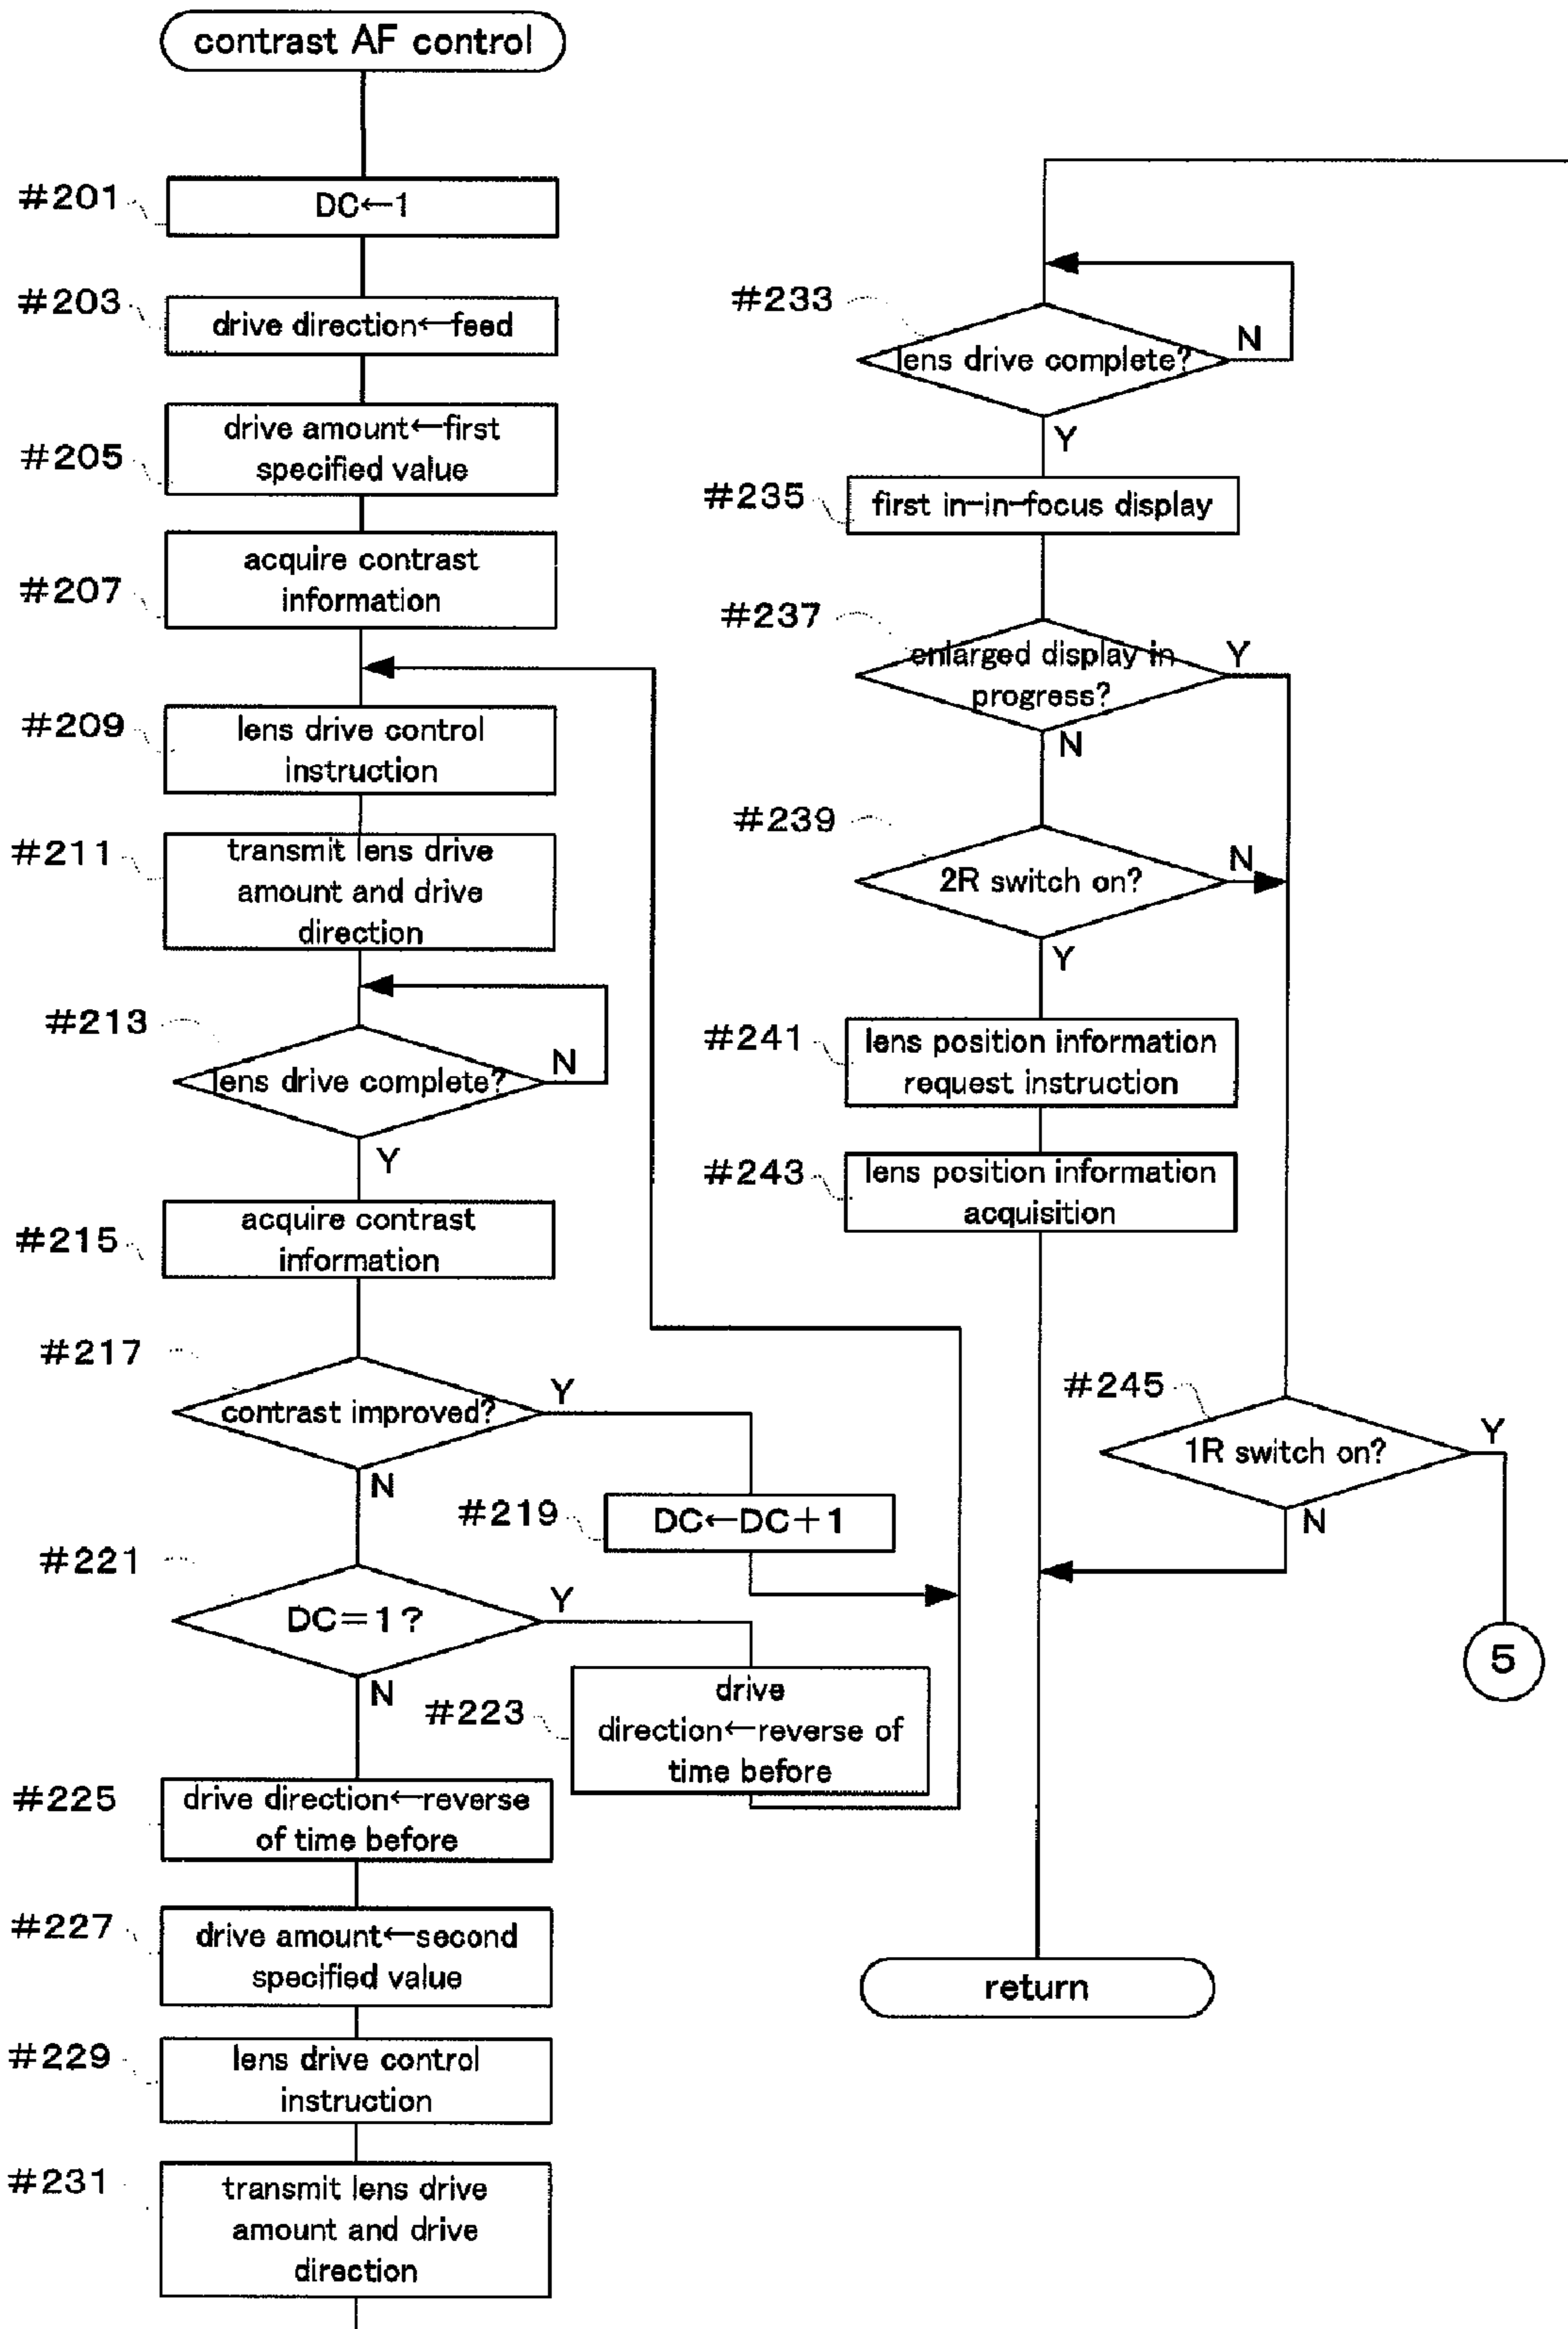 contrast AF control
#201
DC←1
#203
drive direction←feed
#205
drive amount←first
specified value
#207
acquire contrast
information
#209
lens drive control
instruction
#211
transmit lens drive
amount and drive
direction
#213
lens drive complete?
N
Y
#215
acquire contrast
information
#217
contrast improved?
Y
N
#219
DC←DC+1
#221
DC=1?
Y
N
#223
drive
direction←reverse of
time before
#225
drive direction←reverse
of time before
#227
drive amount←second
specified value
#229
lens drive control
instruction
#231
transmit lens drive
amount and drive
direction
#233
lens drive complete?
N
Y
#235
first in-in-focus display
#237
enlarged display in
progress?
Y
N
#239
2R switch on?
N
Y
#241
lens position information
request instruction
#243
lens position information
acquisition
#245
1R switch on?
Y
N
5
return